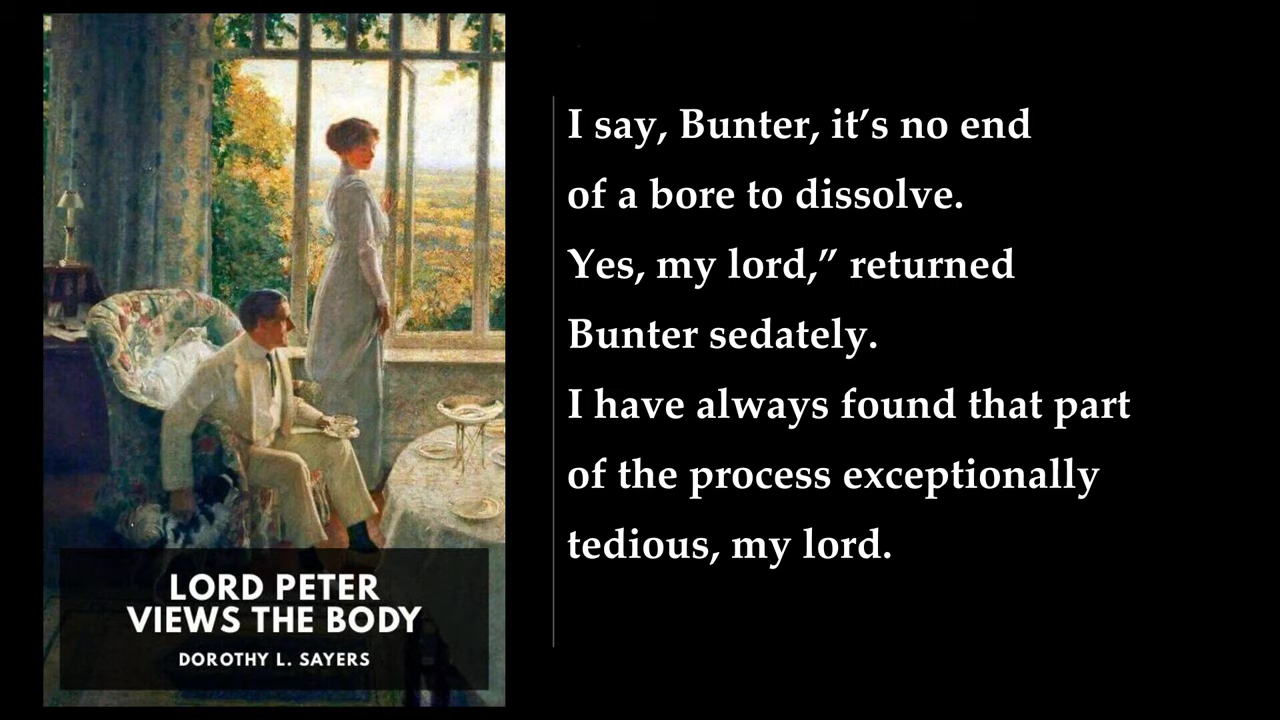 LORD PETER
VIEWS THE BODY
DOROTHY L. SAYERS
I say, Bunter, it’s no end
of a bore to dissolve.
Yes, my lord,” returned
Bunter sedately.
I have always found that part
of the process exceptionally
tedious, my lord.